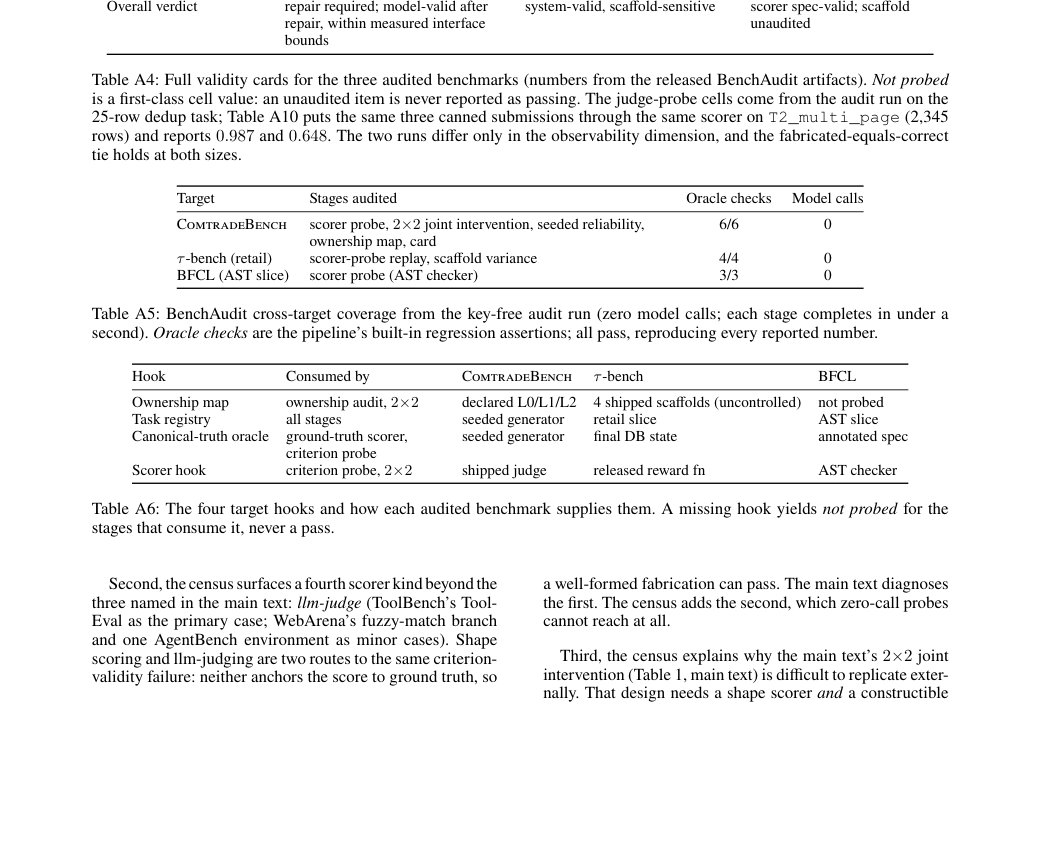 Overall verdict repair required; model-valid after system-valid, scaffold-sensitive scorer spec-valid; scaffold
repair, within measured interface unaudited
bounds
Table A4: Full validity cards for the three audited benchmarks (numbers from the released BenchAudit artifacts). Not probed
is a first-class cell value: an unaudited item is never reported as passing. The judge-probe cells come from the audit run on the
25-row dedup task; Table A10 puts the same three canned submissions through the same scorer on T2_multi_page (2,345
rows) and reports 0.987 and 0.648. The two runs differ only in the observability dimension, and the fabricated-equals-correct
tie holds at both sizes.
Target Stages audited Oracle checks Model calls
COMTRADEBENCH scorer probe, 2×2 joint intervention, seeded reliability, 6/6 0
ownership map, card
τ-bench (retail) scorer-probe replay, scaffold variance 4/4 0
BFCL (AST slice) scorer probe (AST checker) 3/3 0
Table A5: BenchAudit cross-target coverage from the key-free audit run (zero model calls; each stage completes in under a
second). Oracle checks are the pipeline's built-in regression assertions; all pass, reproducing every reported number.
Hook Consumed by COMTRADEBENCH τ-bench BFCL
Ownership map ownership audit, 2×2 declared L0/L1/L2 4 shipped scaffolds (uncontrolled) not probed
Task registry all stages seeded generator retail slice AST slice
Canonical-truth oracle ground-truth scorer, seeded generator final DB state annotated spec
criterion probe
Scorer hook criterion probe, 2×2 shipped judge released reward fn AST checker
Table A6: The four target hooks and how each audited benchmark supplies them. A missing hook yields not probed for the
stages that consume it, never a pass.
Second, the census surfaces a fourth scorer kind beyond the
three named in the main text: llm-judge (ToolBench's Tool-
Eval as the primary case; WebArena's fuzzy-match branch
and one AgentBench environment as minor cases). Shape
scoring and llm-judging are two routes to the same criterion-
validity failure: neither anchors the score to ground truth, so
a well-formed fabrication can pass. The main text diagnoses
the first. The census adds the second, which zero-call probes
cannot reach at all.
Third, the census explains why the main text's 2×2 joint
intervention (Table 1, main text) is difficult to replicate exter-
nally. That design needs a shape scorer and a constructible